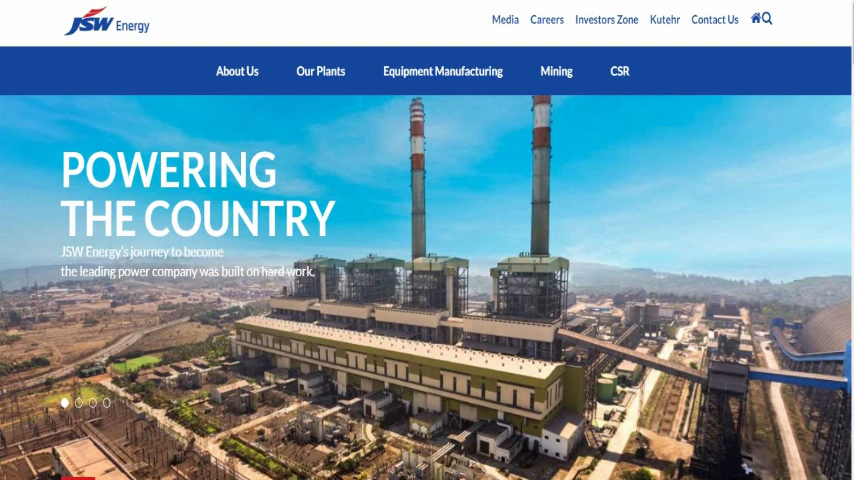 JSW Energy
Media Careers Investors Zone Kutehr Contact Us
About Us Our Plants Equipment Manufacturing Mining CSR
POWERING
THE COUNTRY
JSW Energy's journey to become
the leading power company was built on hard work.